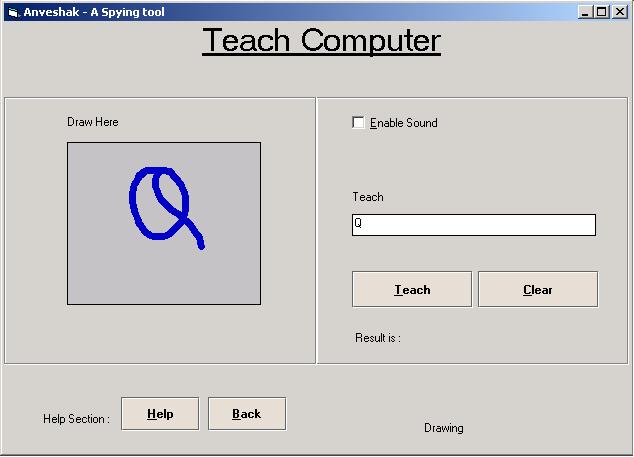 Anveshak - A Spying tool
Teach Computer
Draw Here
Q
Enable Sound
Teach
Q
Teach
Clear
Result is :
Help Section :
Help
Back
Drawing